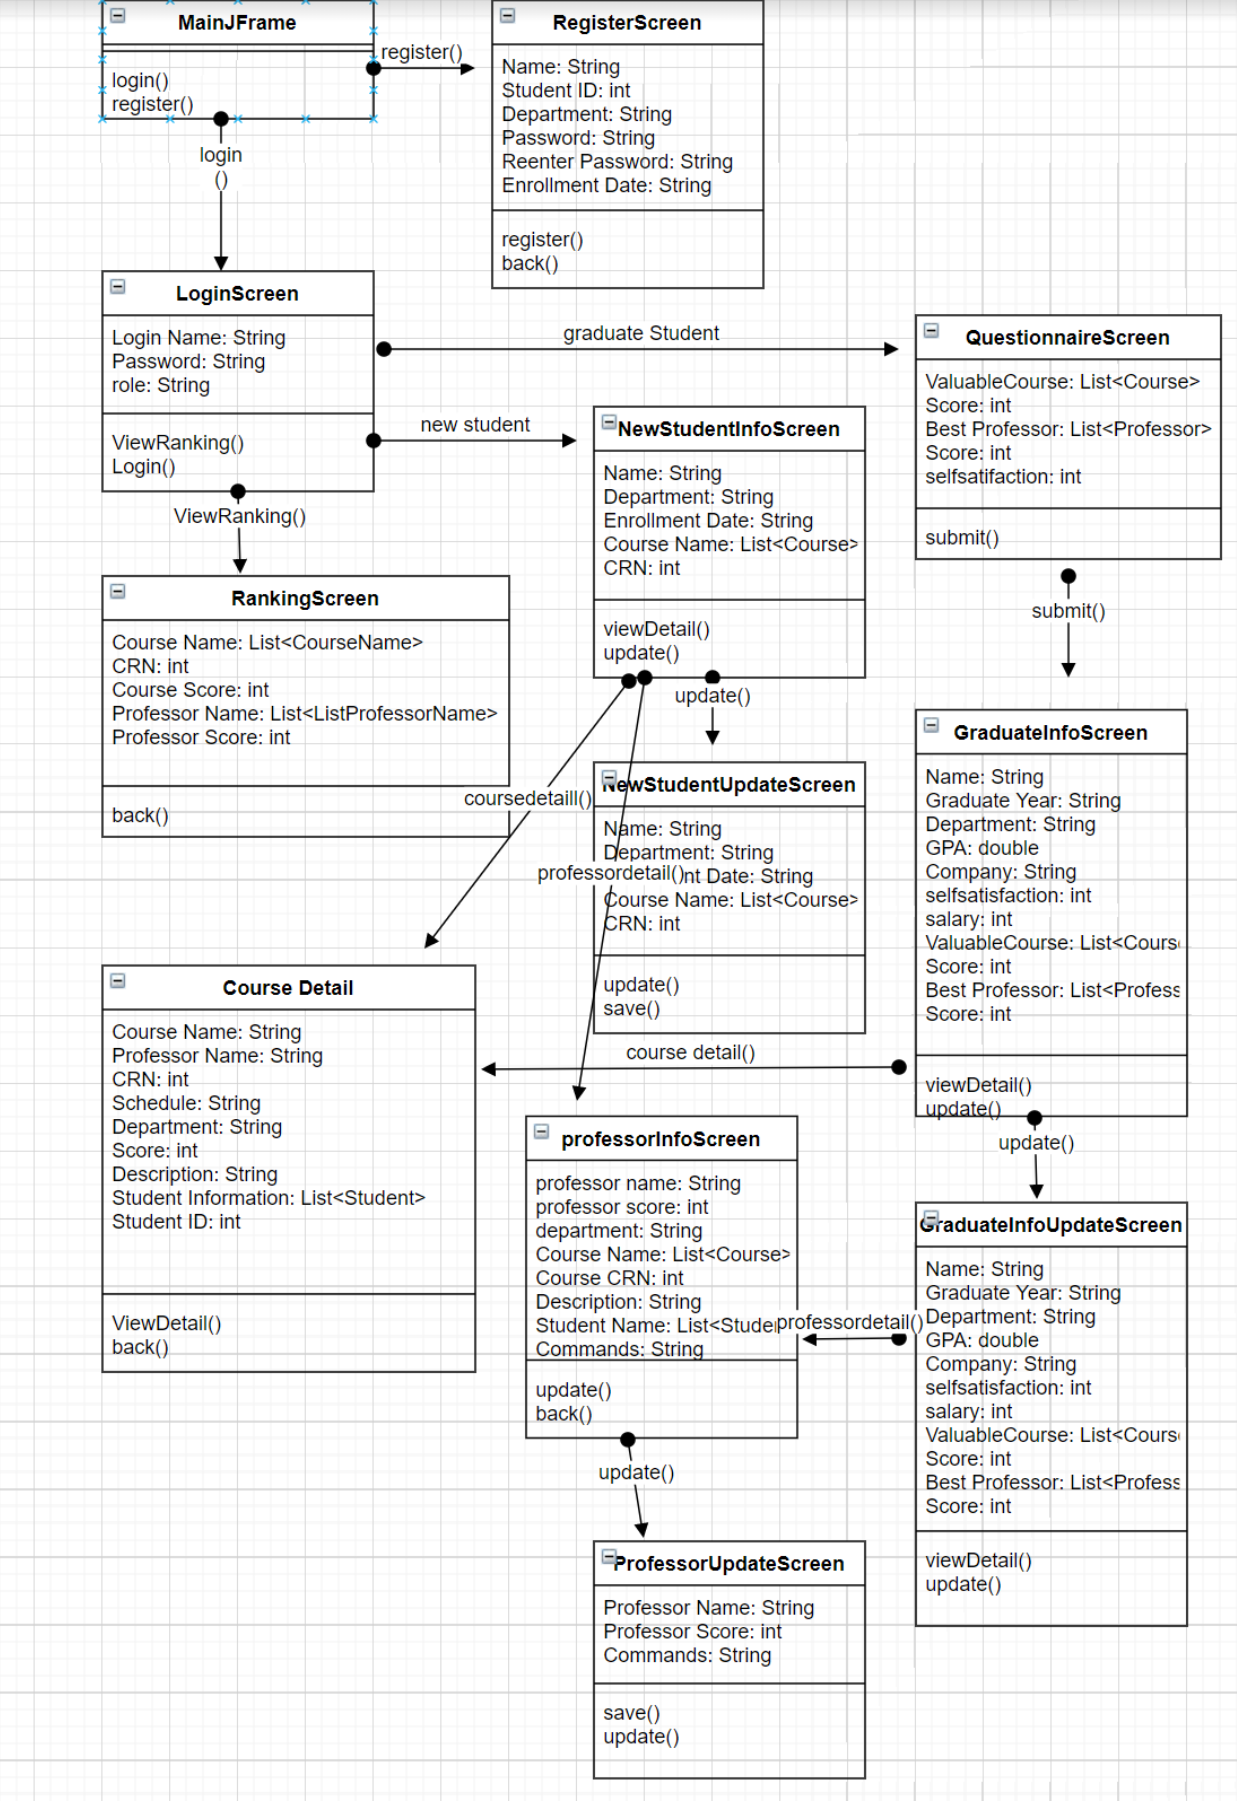 MainJFrame
login()
register()
register()
login
()
RegisterScreen
Name: String
Student ID: int
Department: String
Password: String
Reenter Password: String
Enrollment Date: String
register()
back()
LoginScreen
Login Name: String
Password: String
role: String
ViewRanking()
Login()
graduate Student
new student
ViewRanking()
QuestionnaireScreen
ValuableCourse: List<Course>
Score: int
Best Professor: List<Professor>
Score: int
selfsatifaction: int
submit()
submit()
NewStudentInfoScreen
Name: String
Department: String
Enrollment Date: String
Course Name: List<Course>
CRN: int
viewDetail()
update()
update()
RankingScreen
Course Name: List<CourseName>
CRN: int
Course Score: int
Professor Name: List<ListProfessorName>
Professor Score: int
back()
coursedetaill()
professordetail()
NewStudentUpdateScreen
Name: String
Department: String
nt Date: String
Course Name: List<Course>
CRN: int
update()
save()
GraduateInfoScreen
Name: String
Graduate Year: String
Department: String
GPA: double
Company: String
selfsatisfaction: int
salary: int
ValuableCourse: List<Cours
Score: int
Best Professor: List<Profess
Score: int
viewDetail()
update()
course detail()
update()
Course Detail
Course Name: String
Professor Name: String
CRN: int
Schedule: String
Department: String
Score: int
Description: String
Student Information: List<Student>
Student ID: int
ViewDetail()
back()
professorInfoScreen
professor name: String
professor score: int
department: String
Course Name: List<Course>
Course CRN: int
Description: String
Student Name: List<Studen
Commands: String
update()
back()
professordetail()
update()
GraduateInfoUpdateScreen
Name: String
Graduate Year: String
Department: String
GPA: double
Company: String
selfsatisfaction: int
salary: int
ValuableCourse: List<Cours
Score: int
Best Professor: List<Profess
Score: int
viewDetail()
update()
ProfessorUpdateScreen
Professor Name: String
Professor Score: int
Commands: String
save()
update()